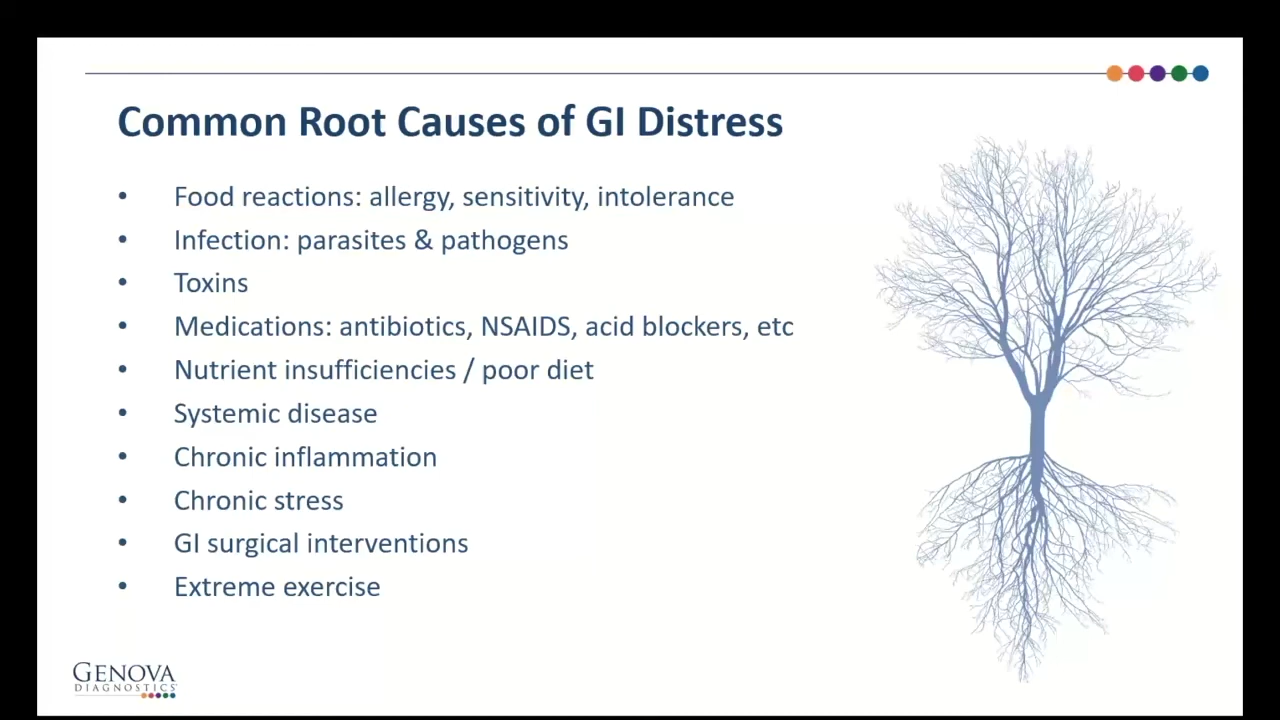 Common Root Causes of GI Distress
• Food reactions: allergy, sensitivity, intolerance
• Infection: parasites & pathogens
• Toxins
• Medications: antibiotics, NSAIDS, acid blockers, etc
• Nutrient insufficiencies / poor diet
• Systemic disease
• Chronic inflammation
• Chronic stress
• GI surgical interventions
• Extreme exercise
GENOVA
DIAGNOSTICS